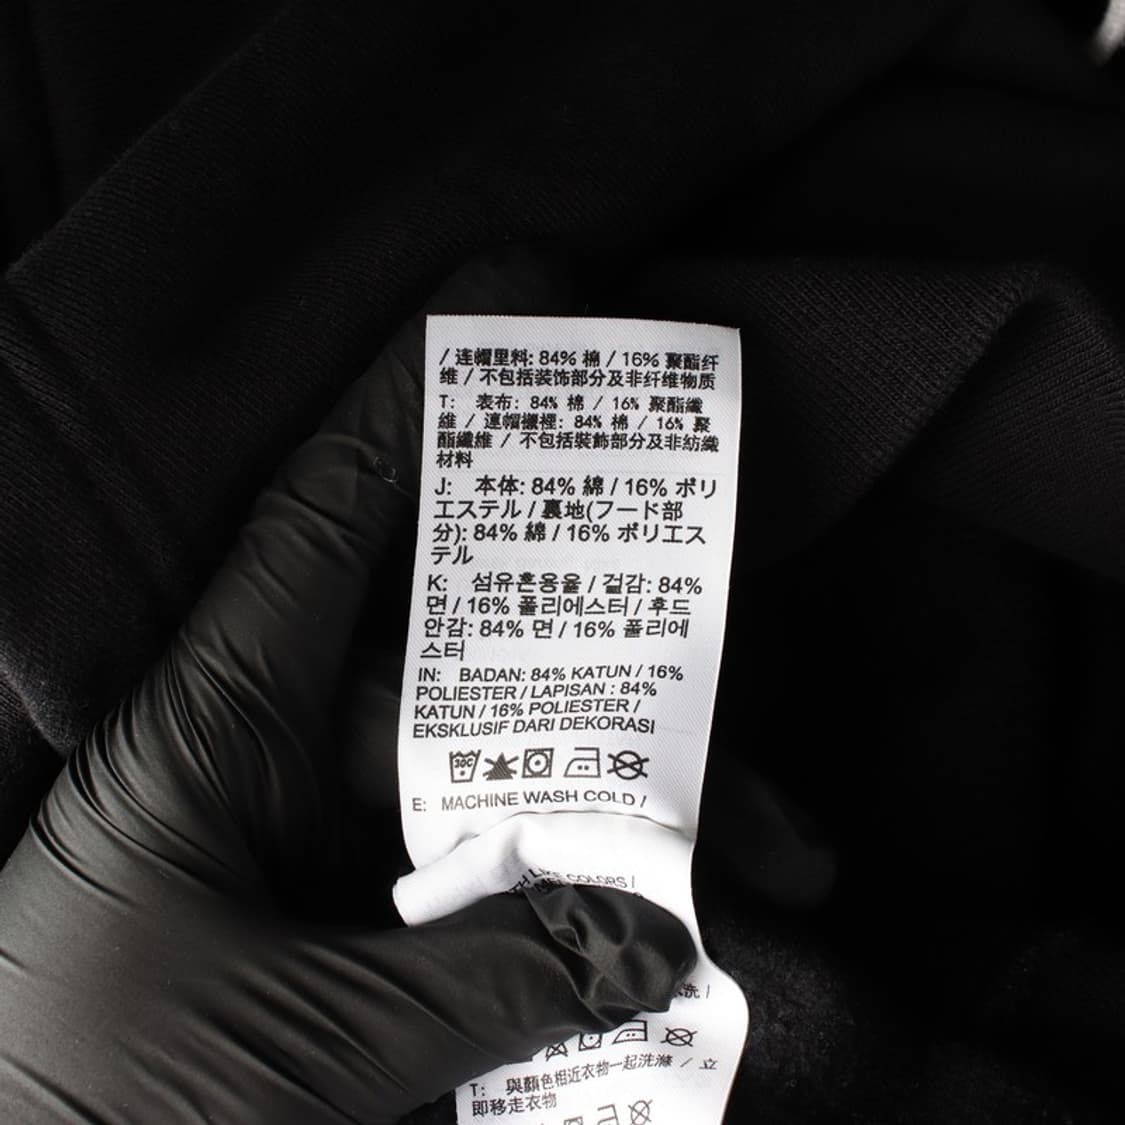 / 连帽里料: 84% 棉 / 16% 聚酯纤
维 / 不包括装饰部分及非纤维物质
T: 表布: 84% 棉 / 16% 聚酯纖
維 / 連帽襯裡: 84% 棉 / 16% 聚
酯纖維 / 不包括裝飾部分及非紡織
材料
J: 本体: 84% 綿 / 16% ポリ
エステル / 裏地(フード部
分): 84% 綿 / 16% ポリエス
テル
K: 섬유혼용율 / 겉감: 84%
면 / 16% 폴리에스터 / 후드
안감: 84% 면 / 16% 폴리에
스터
IN: BADAN: 84% KATUN / 16%
POLIESTER / LAPISAN : 84%
KATUN / 16% POLIESTER /
EKSKLUSIF DARI DEKORASI
30C
E: MACHINE WASH COLD /
COLORS /
洗 /
T: 與顏色相近衣物一起洗滌 / 立
即移走衣物